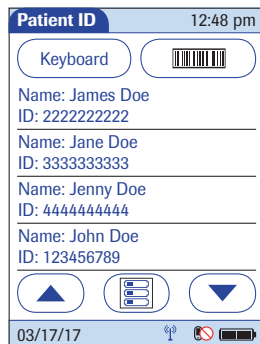 Patient ID 12:48 pm
Keyboard
Name: James Doe
ID: 2222222222
Name: Jane Doe
ID: 3333333333
Name: Jenny Doe
ID: 4444444444
Name: John Doe
ID: 123456789
03/17/17